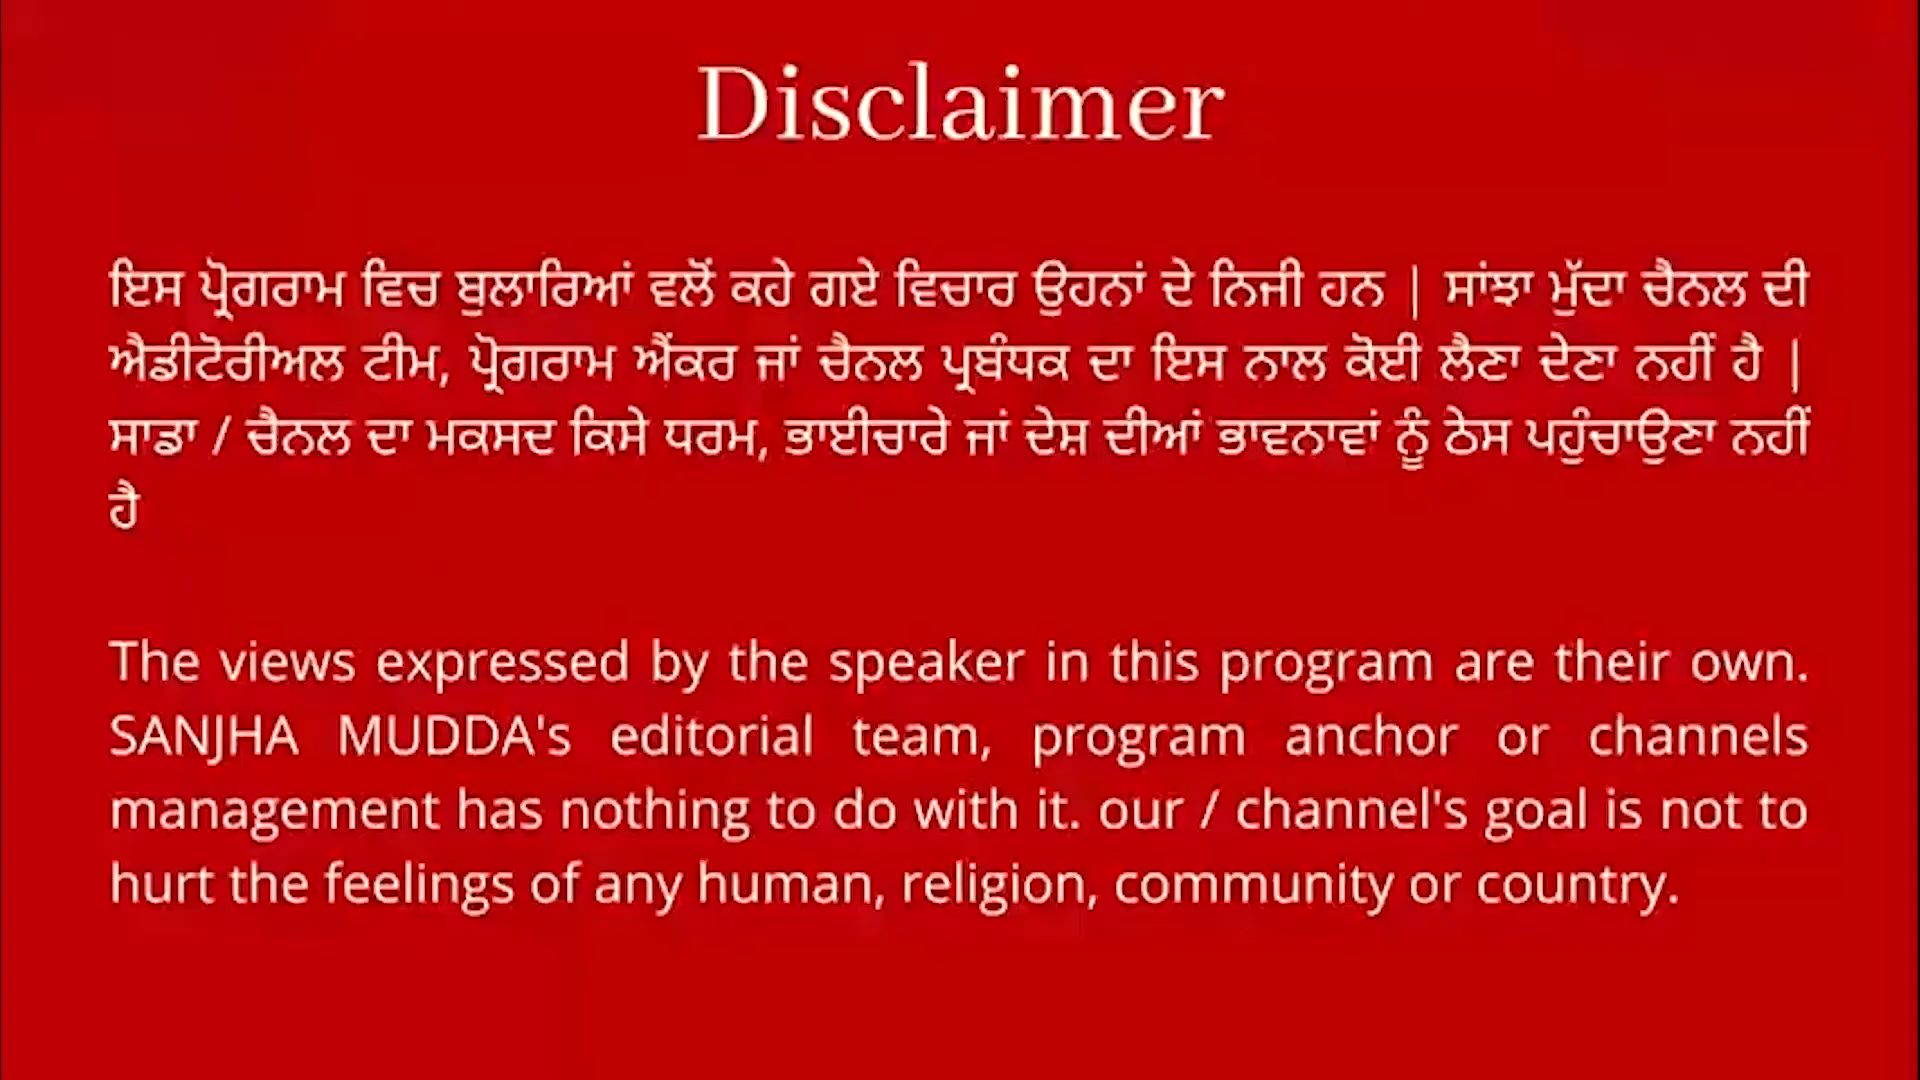 Disclaimer
ਇਸ ਪ੍ਰੋਗਰਾਮ ਵਿਚ ਬੁਲਾਰਿਆਂ ਵਲੋਂ ਕਹੇ ਗਏ ਵਿਚਾਰ ਉਹਨਾਂ ਦੇ ਨਿਜੀ ਹਨ | ਸਾਂਝਾ ਮੁੱਦਾ ਚੈਨਲ ਦੀ
ਐਡੀਟੋਰੀਅਲ ਟੀਮ, ਪ੍ਰੋਗਰਾਮ ਐਂਕਰ ਜਾਂ ਚੈਨਲ ਪ੍ਰਬੰਧਕ ਦਾ ਇਸ ਨਾਲ ਕੋਈ ਲੈਣਾ ਦੇਣਾ ਨਹੀਂ ਹੈ |
ਸਾਡਾ / ਚੈਨਲ ਦਾ ਮਕਸਦ ਕਿਸੇ ਧਰਮ, ਭਾਈਚਾਰੇ ਜਾਂ ਦੇਸ਼ ਦੀਆਂ ਭਾਵਨਾਵਾਂ ਨੂੰ ਠੇਸ ਪਹੁੰਚਾਉਣਾ ਨਹੀਂ
ਹੈ
The views expressed by the speaker in this program are their own.
SANJHA MUDDA's editorial team, program anchor or channels
management has nothing to do with it. our / channel's goal is not to
hurt the feelings of any human, religion, community or country.